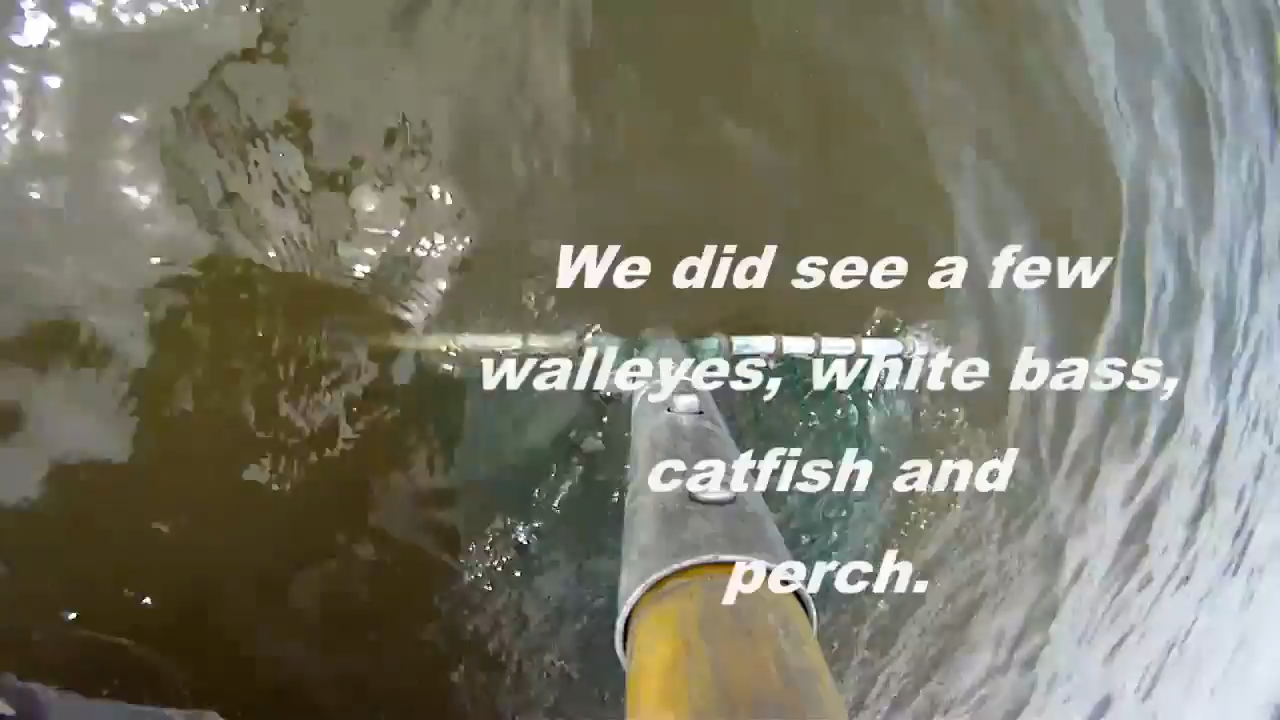 We did see a few
walleyes, white bass,
catfish and
perch.